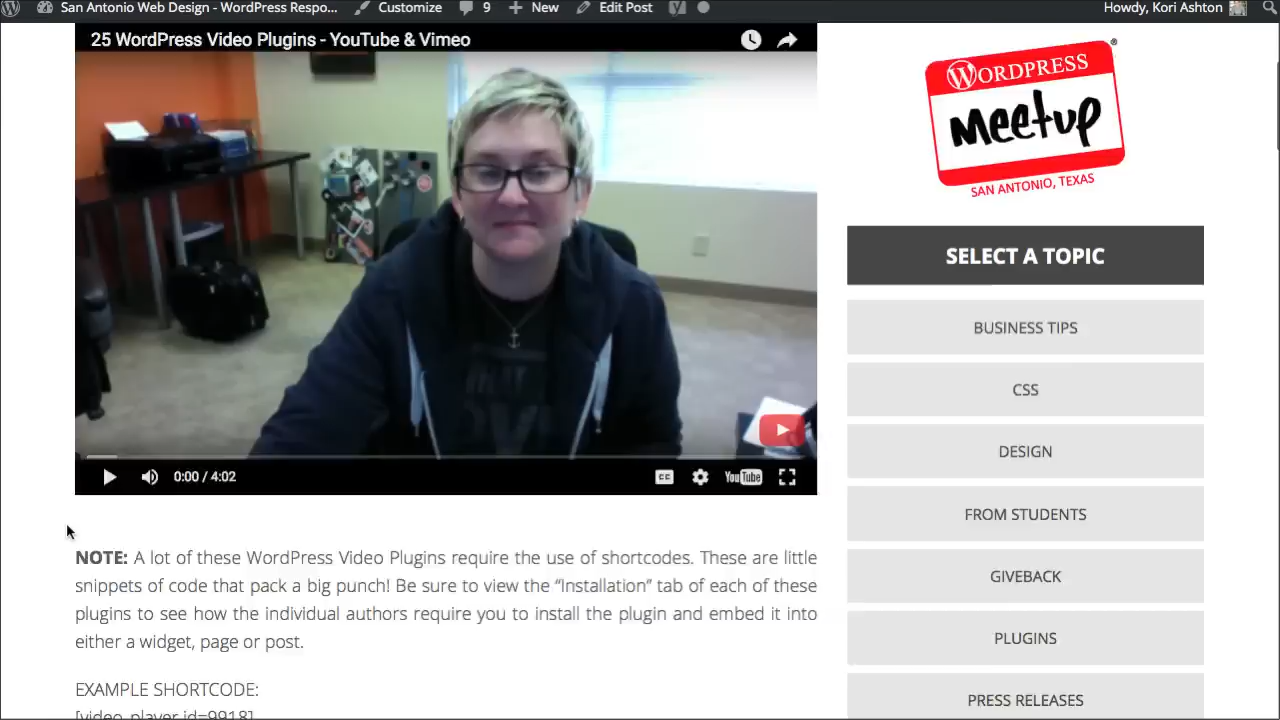 San Antonio Web Design - WordPress Respo... Customize 9 New Edit Post Howdy, Kori Ashton
25 WordPress Video Plugins - YouTube & Vimeo
0:00 / 4:02 CC YouTube
NOTE: A lot of these WordPress Video Plugins require the use of shortcodes. These are little
snippets of code that pack a big punch! Be sure to view the “Installation” tab of each of these
plugins to see how the individual authors require you to install the plugin and embed it into
either a widget, page or post.
EXAMPLE SHORTCODE:
[video_player id=9918]
WORDPRESS
meetup
SAN ANTONIO, TEXAS
SELECT A TOPIC
BUSINESS TIPS
CSS
DESIGN
FROM STUDENTS
GIVEBACK
PLUGINS
PRESS RELEASES